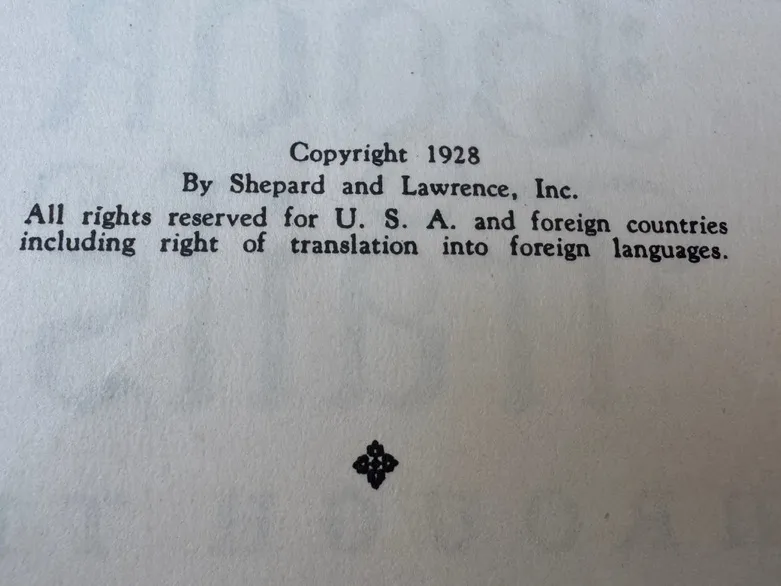 Copyright 1928
By Shepard and Lawrence, Inc.
All rights reserved for U. S. A. and foreign countries
including right of translation into foreign languages.